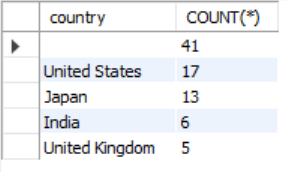 country COUNT(*)
41
United States 17
Japan 13
India 6
United Kingdom 5